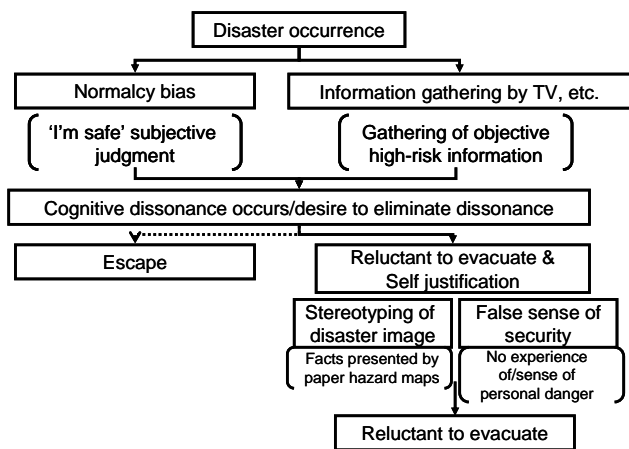 Disaster occurrence
Normalcy bias
Information gathering by TV, etc.
‘I’m safe’ subjective
judgment
Gathering of objective
high-risk information
Cognitive dissonance occurs/desire to eliminate dissonance
Escape
Reluctant to evacuate &
Self justification
Stereotyping of
disaster image
False sense of
security
Facts presented by
paper hazard maps
No experience
of/sense of
personal danger
Reluctant to evacuate